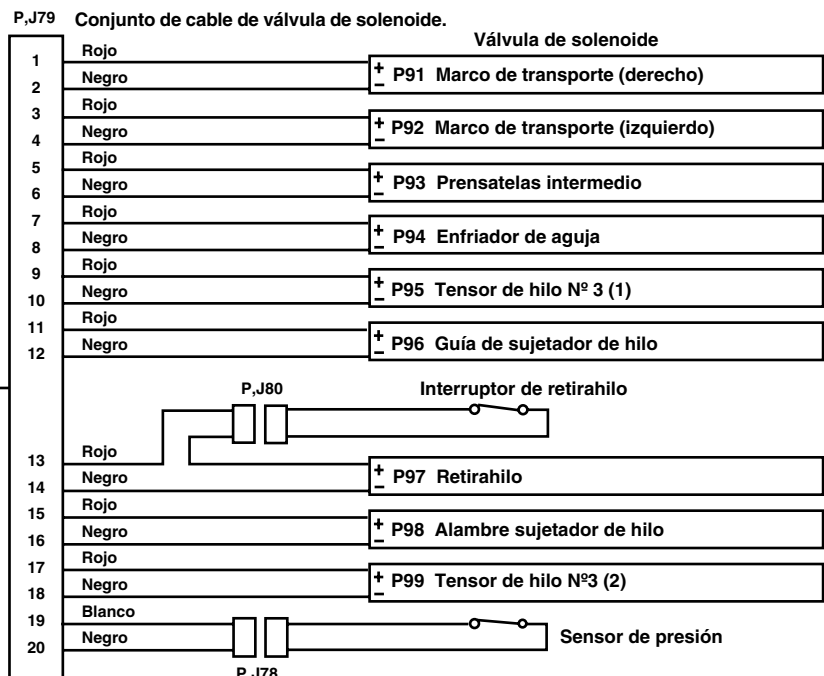 P,J79 Conjunto de cable de válvula de solenoide.
Válvula de solenoide
1 Rojo
+ P91 Marco de transporte (derecho)
2 Negro −
3 Rojo
+ P92 Marco de transporte (izquierdo)
4 Negro −
5 Rojo
+ P93 Prensatelas intermedio
6 Negro −
7 Rojo
+ P94 Enfriador de aguja
8 Negro −
9 Rojo
+ P95 Tensor de hilo Nº 3 (1)
10 Negro −
11 Rojo
+ P96 Guía de sujetador de hilo
12 Negro −
P,J80 Interruptor de retirahilo
13 Rojo
+ P97 Retirahilo
14 Negro −
15 Rojo
+ P98 Alambre sujetador de hilo
16 Negro −
17 Rojo
+ P99 Tensor de hilo Nº3 (2)
18 Negro −
19 Blanco
20 Negro Sensor de presión
P,J78